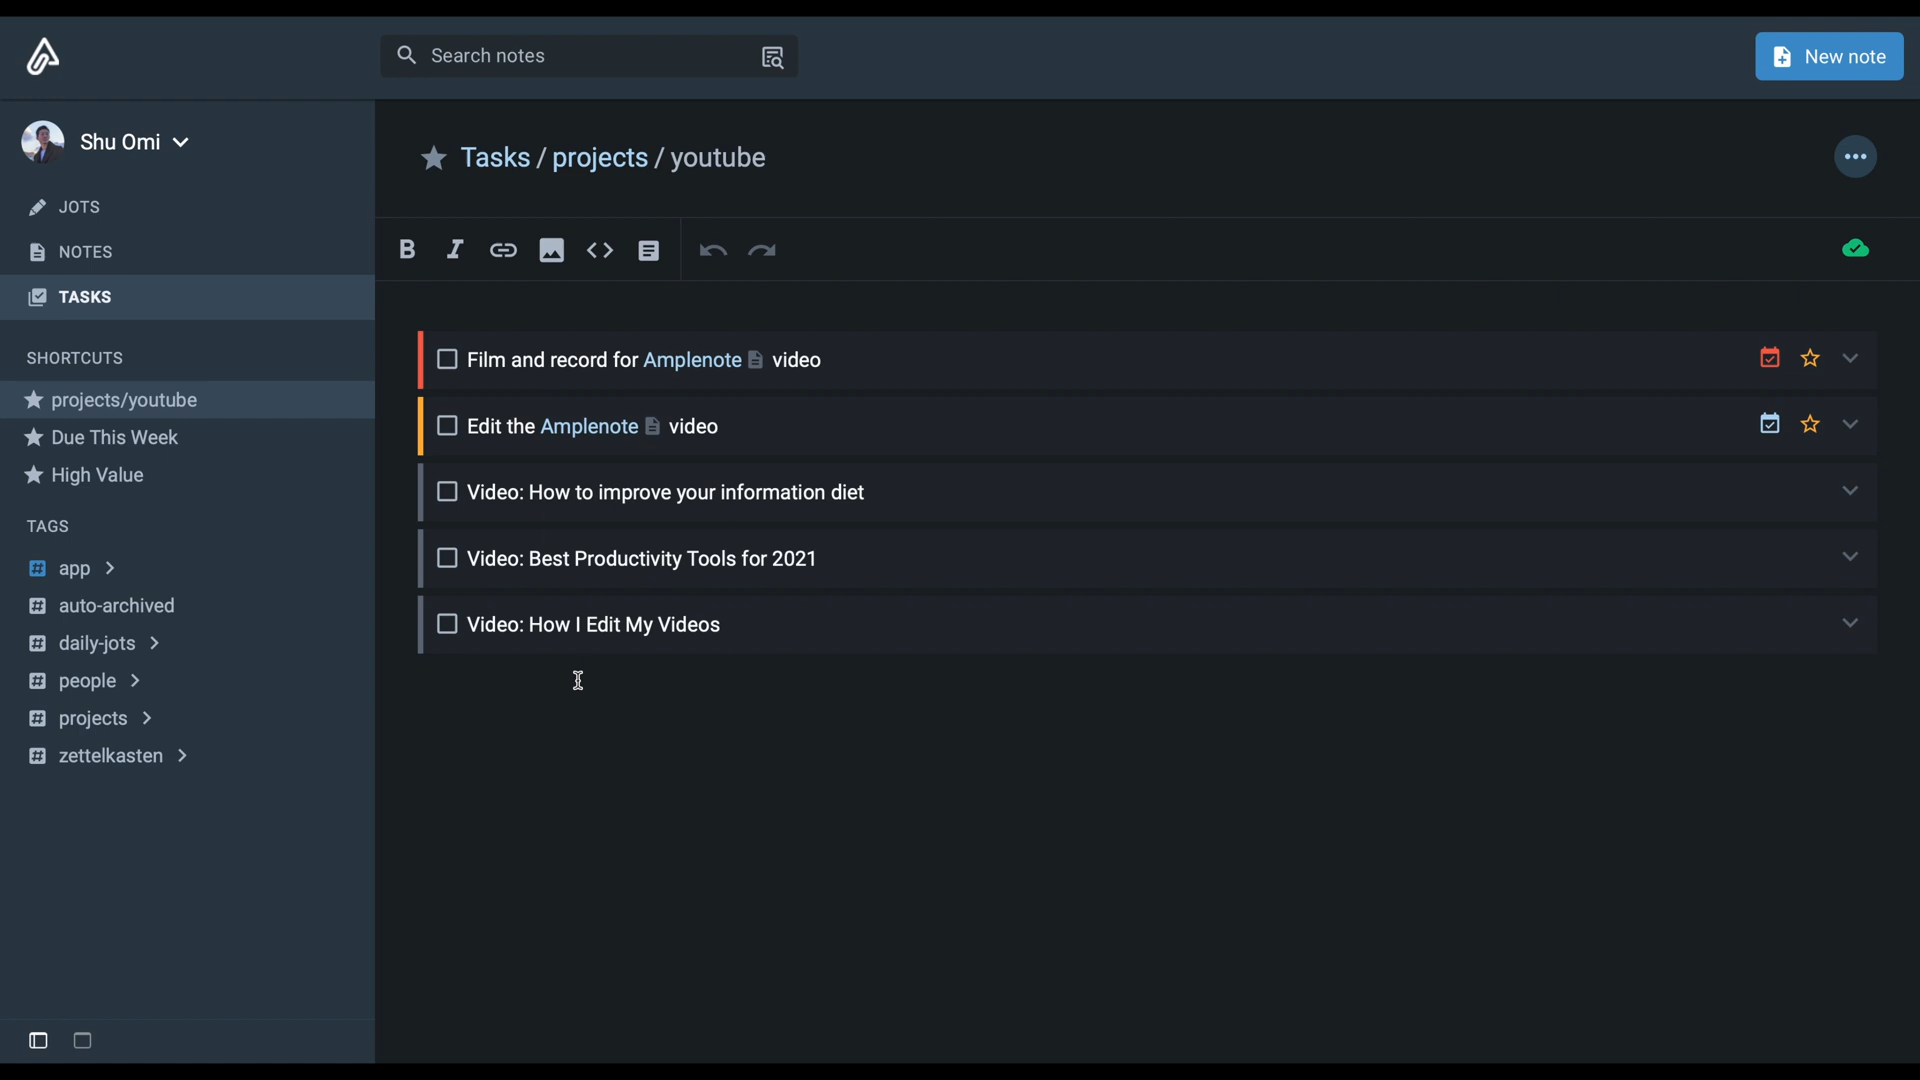 Search notes
New note
Shu Omi
JOTS
NOTES
TASKS
SHORTCUTS
projects/youtube
Due This Week
High Value
TAGS
app
auto-archived
daily-jots
people
projects
zettelkasten
Tasks / projects / youtube
B I
Film and record for Amplenote video
Edit the Amplenote video
Video: How to improve your information diet
Video: Best Productivity Tools for 2021
Video: How I Edit My Videos